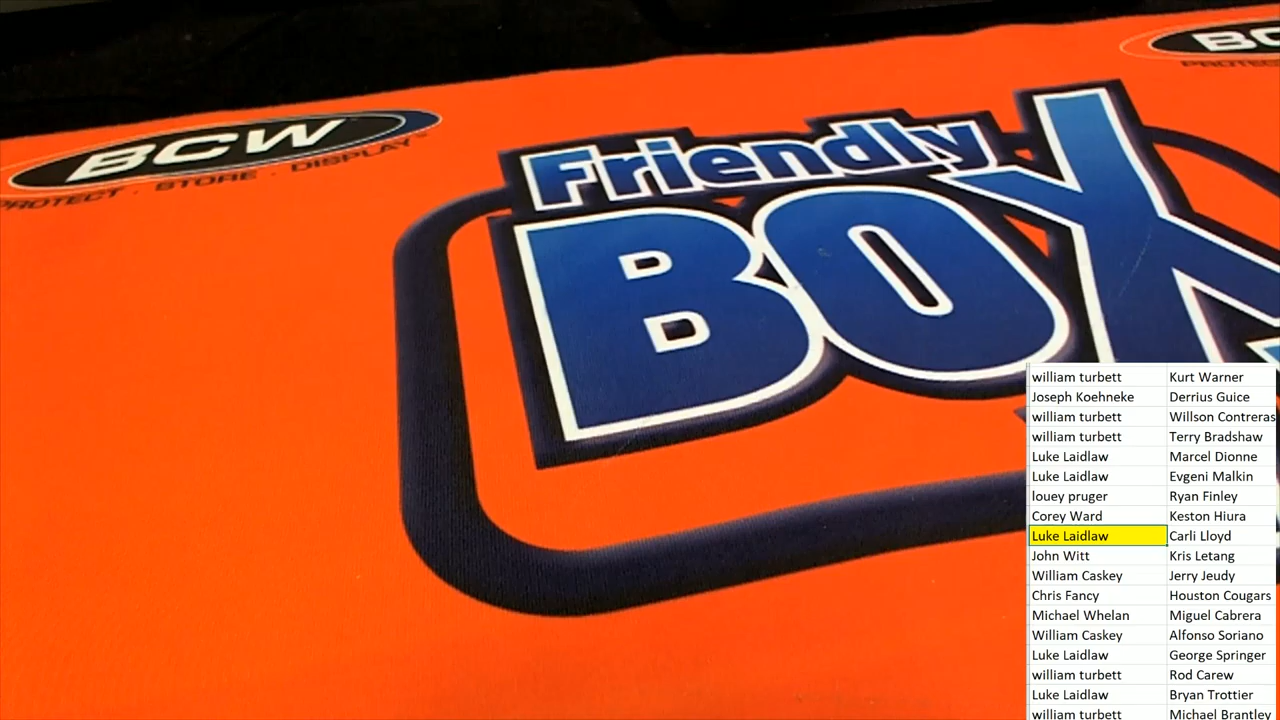 BCW
PROTECT · STORE · DISPLAY
Friendly
BOX
william turbett Kurt Warner
Joseph Koehneke Derrius Guice
william turbett Willson Contreras
william turbett Terry Bradshaw
Luke Laidlaw Marcel Dionne
Luke Laidlaw Evgeni Malkin
louey pruger Ryan Finley
Corey Ward Keston Hiura
Luke Laidlaw Carli Lloyd
John Witt Kris Letang
William Caskey Jerry Jeudy
Chris Fancy Houston Cougars
Michael Whelan Miguel Cabrera
William Caskey Alfonso Soriano
Luke Laidlaw George Springer
william turbett Rod Carew
Luke Laidlaw Bryan Trottier
william turbett Michael Brantley